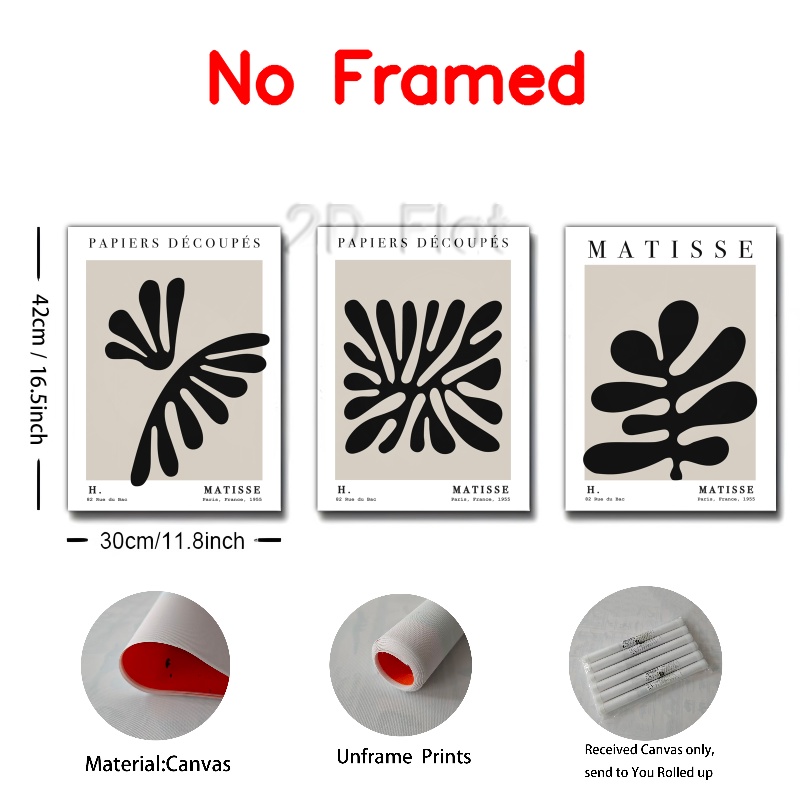 No Framed
2D Flat
PAPIERS DÉCOUPÉS
PAPIERS DÉCOUPÉS
MATISSE
42cm / 16.5inch
H. MATISSE
82 Rue du Bac Paris, France, 1955
H. MATISSE
82 Rue du Bac Paris, France, 1955
H. MATISSE
82 Rue du Bac Paris, France, 1955
30cm/11.8inch
Material:Canvas
Unframe Prints
Received Canvas only,
send to You Rolled up